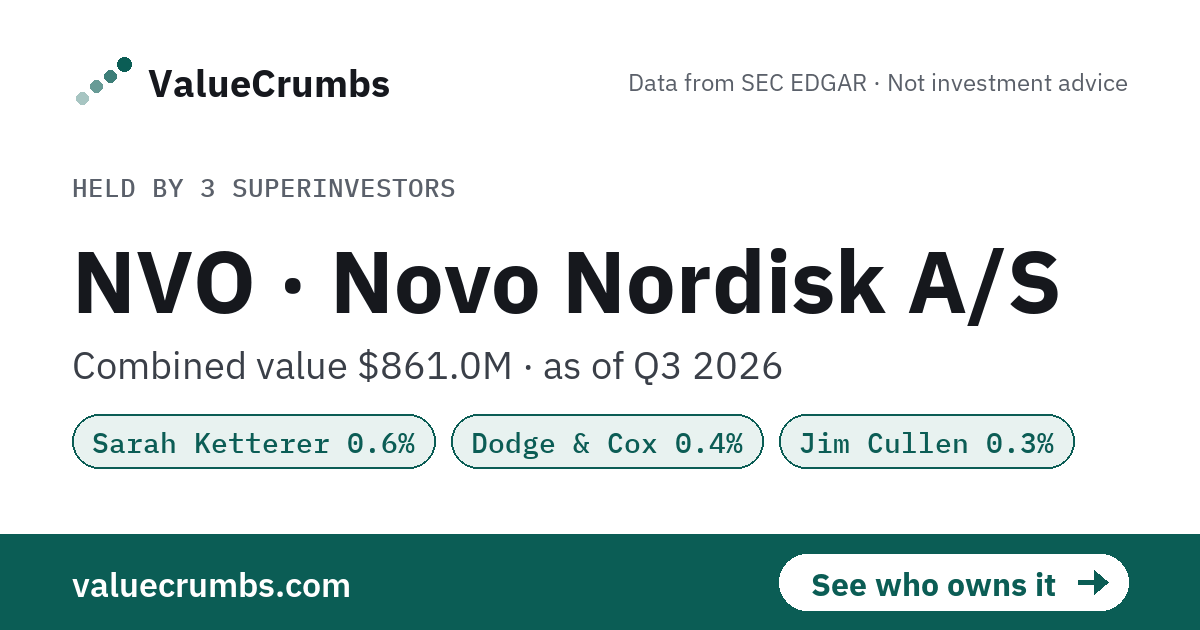 ValueCrumbs
Data from SEC EDGAR · Not investment advice
HELD BY 3 SUPERINVESTORS
NVO · Novo Nordisk A/S
Combined value $861.0M · as of Q3 2026
Sarah Ketterer 0.6%
Dodge & Cox 0.4%
Jim Cullen 0.3%
valuecrumbs.com
See who owns it →